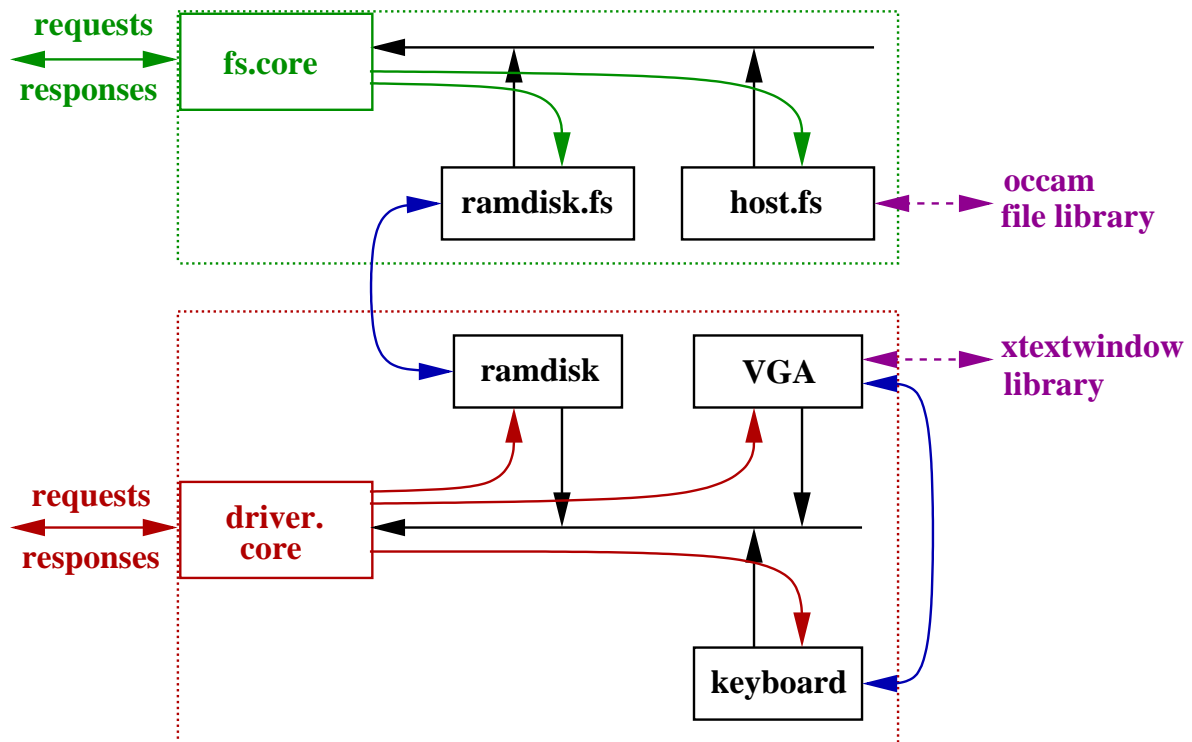 requests
responses
fs.core
ramdisk.fs
host.fs
occam
file library
ramdisk
VGA
xtextwindow
library
requests
responses
driver.
core
keyboard